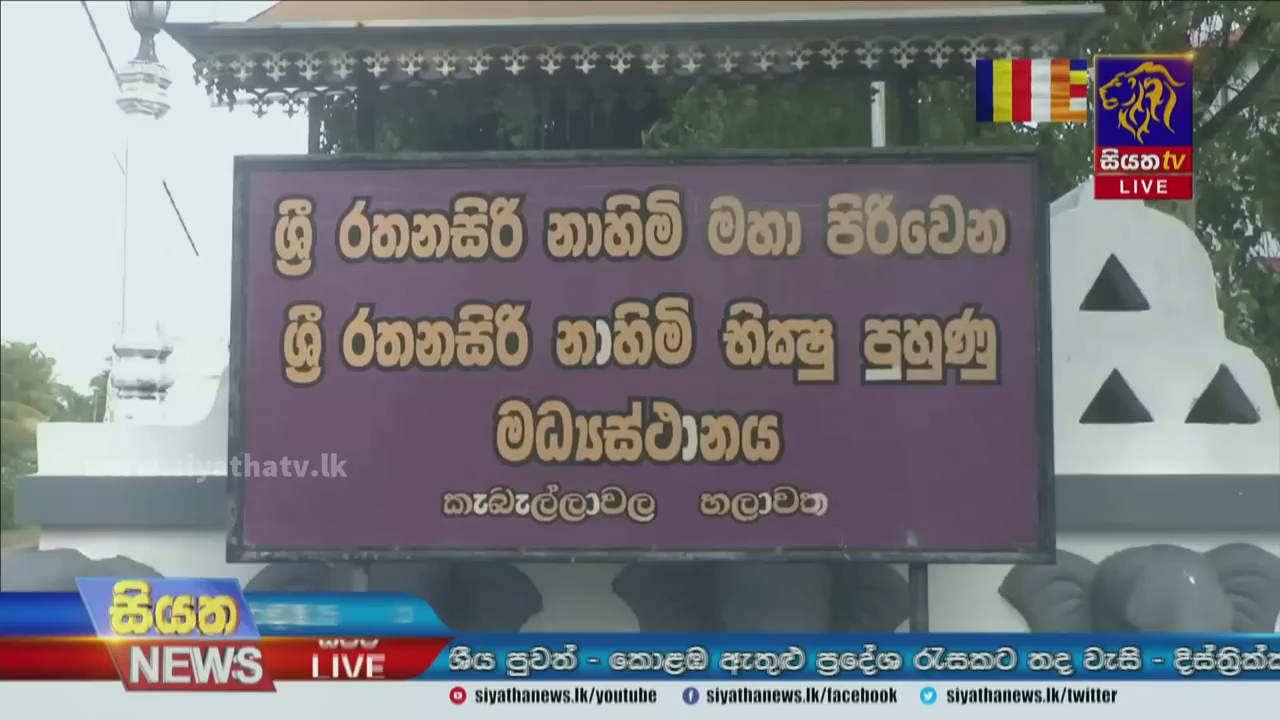 සියත tv
LIVE
ශ්‍රී රතනසිරි නාහිමි මහා පිරිවෙන
ශ්‍රී රතනසිරි නාහිමි භික්‍ෂු පුහුණු
මධ්‍යස්ථානය
කැබැල්ලාවල හලාවත
siyathatv.lk
සියත
NEWS
LIVE
ශීය පුවත් - කොළඹ ඇතුළු ප්‍රදේශ රැසකට තද වැසි - දිස්ත්‍රික්ක
siyathanews.lk/youtube siyathanews.lk/facebook siyathanews.lk/twitter